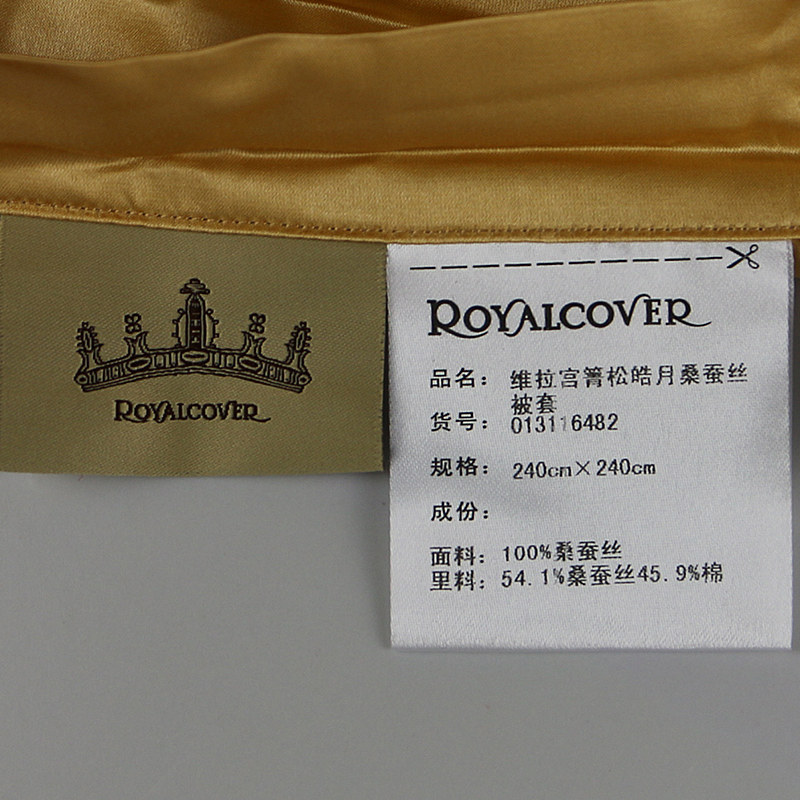 ROYALCOVER
ROYALCOVER
品名: 维拉宫箐松皓月桑蚕丝
被套
货号: 013116482
规格: 240cm×240cm
成份:
面料: 100%桑蚕丝
里料: 54.1%桑蚕丝45.9%棉